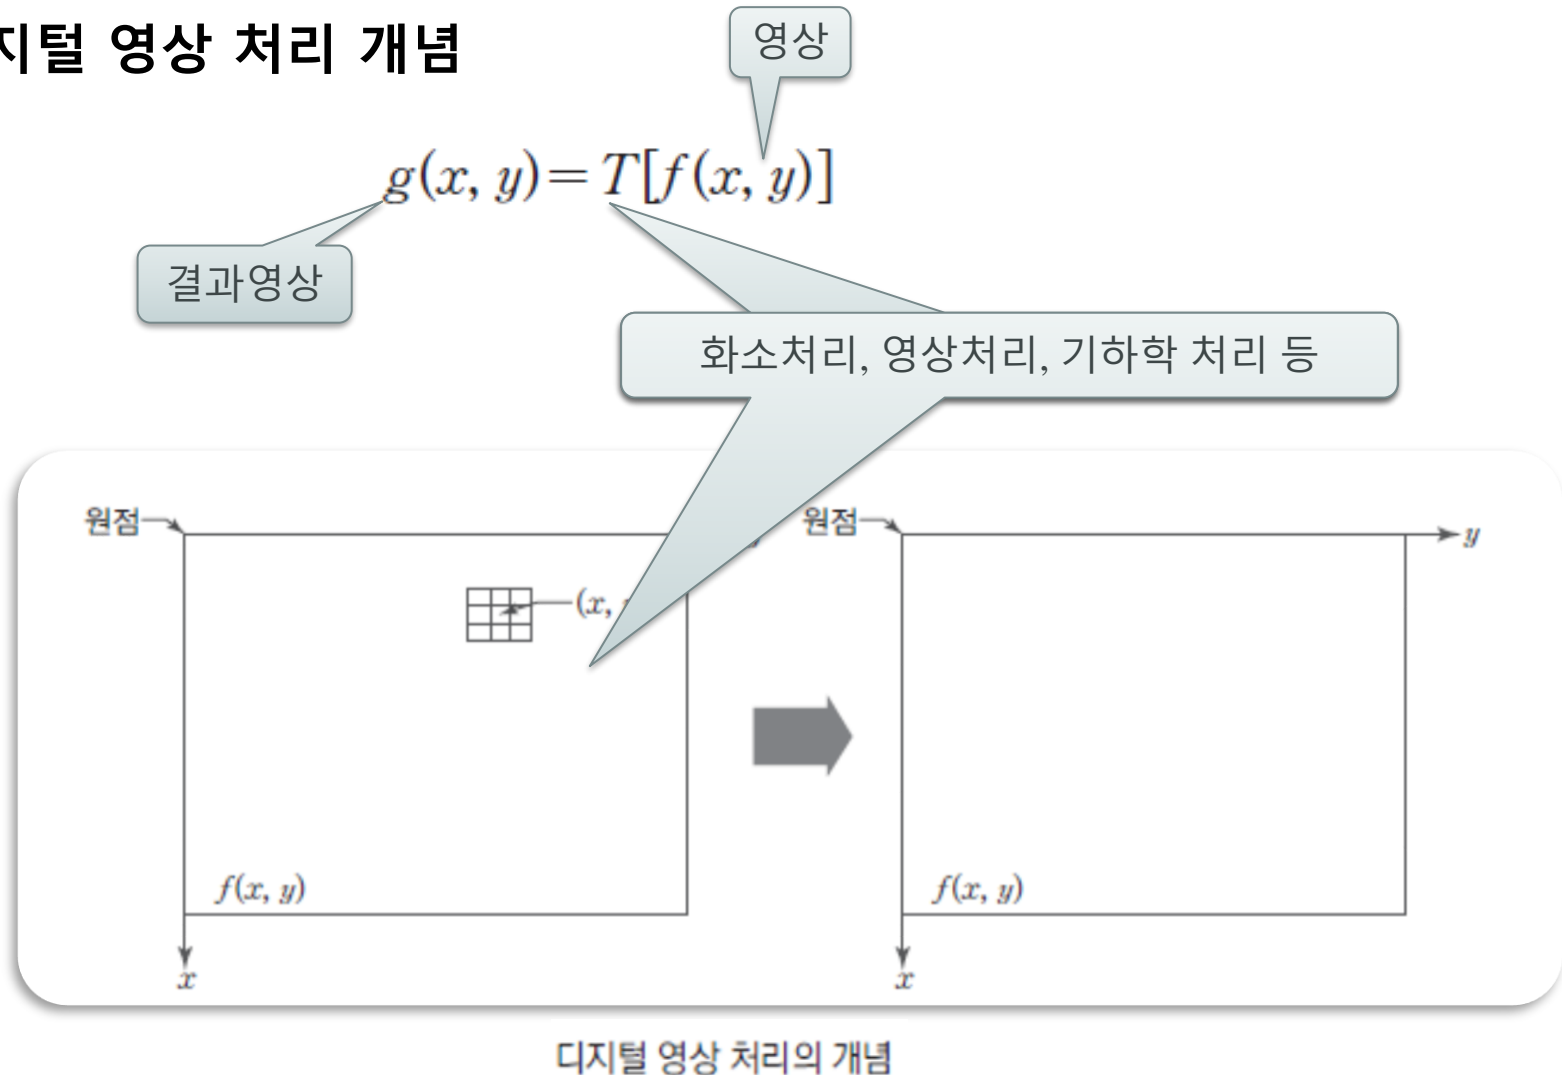 지털 영상 처리 개념
영상
g(x, y)= T[f(x, y)]
결과영상
화소처리, 영상처리, 기하학 처리 등
원점
원점
y
(x,
f(x, y)
f(x, y)
x
x
디지털 영상 처리의 개념